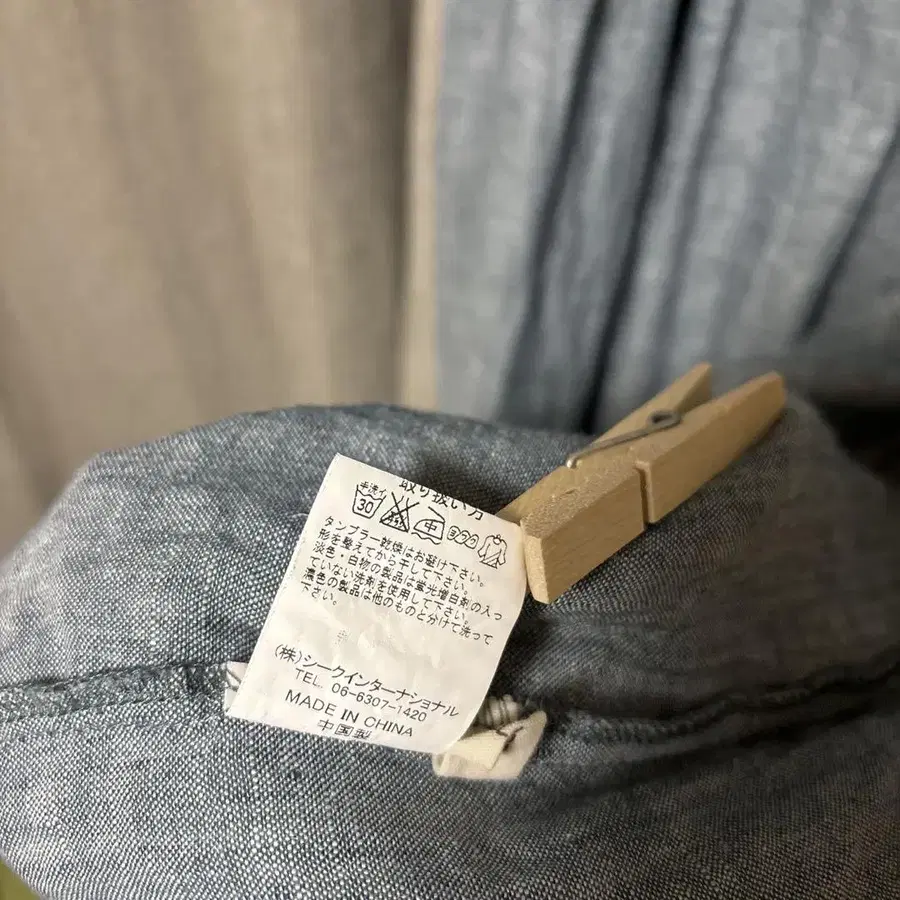 取り扱い方
手洗イ
30
中
タンブラー乾燥はお避け下さい。
形を整えてから干して下さい。
淡色・白物の製品は蛍光増白剤の入っ
ていない洗剤を使用して下さい。
濃色の製品は他のものと分けて洗って
下さい。
(株)シークインターナショナル
TEL. 06-6307-1420
MADE IN CHINA
中国製